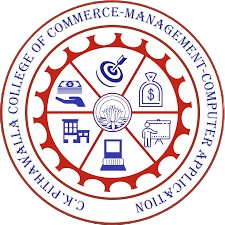 C.K.PITHAWALLA COLLEGE OF COMMERCE-MANAGEMENT-COMPUTER APPLICATION
$